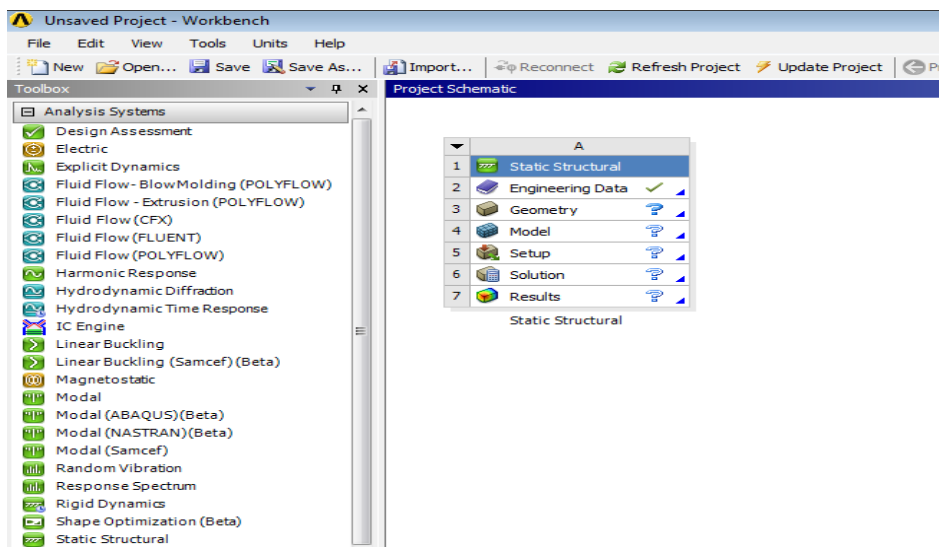 Unsaved Project - Workbench
File Edit View Tools Units Help
New Open... Save Save As... Import... Reconnect Refresh Project Update Project
Toolbox
Project Schematic
Analysis Systems
Design Assessment
Electric
Explicit Dynamics
Fluid Flow- BlowMolding (POLYFLOW)
Fluid Flow - Extrusion (POLYFLOW)
Fluid Flow (CFX)
Fluid Flow (FLUENT)
Fluid Flow (POLYFLOW)
Harmonic Response
Hydrodynamic Diffraction
Hydrodynamic Time Response
IC Engine
Linear Buckling
Linear Buckling (Samcef) (Beta)
Magnetostatic
Modal
Modal (ABAQUS)(Beta)
Modal (NASTRAN)(Beta)
Modal (Samcef)
Random Vibration
Response Spectrum
Rigid Dynamics
Shape Optimization (Beta)
Static Structural
A
1 Static Structural
2 Engineering Data
3 Geometry
4 Model
5 Setup
6 Solution
7 Results
Static Structural